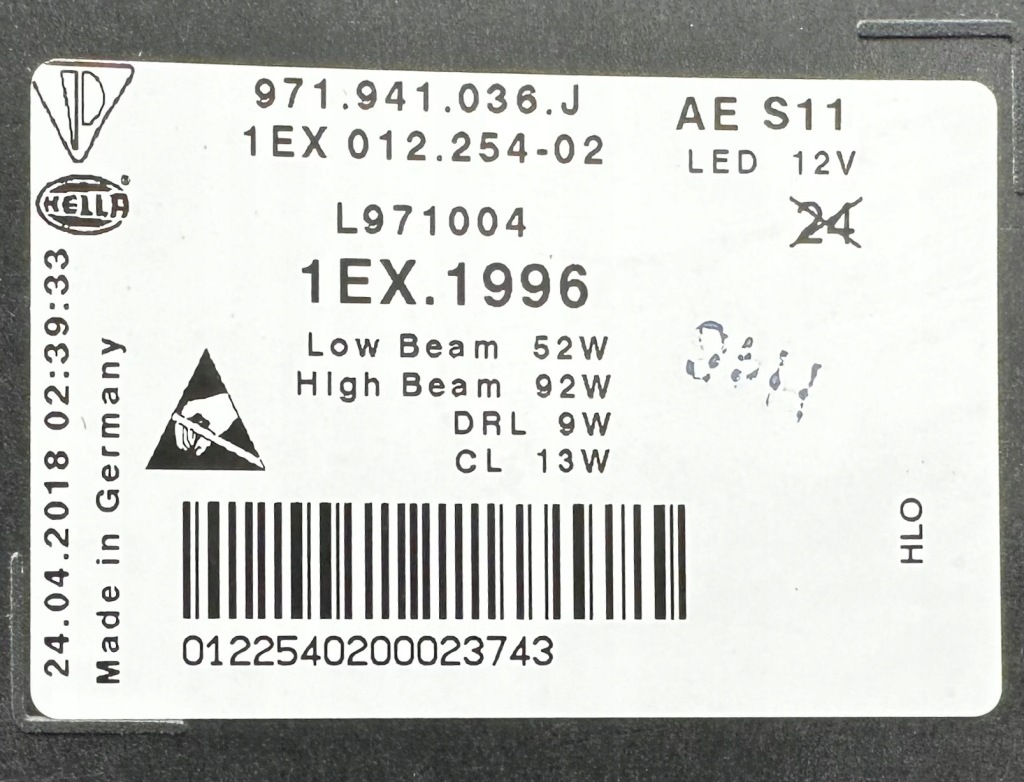 971.941.036.J
1EX 012.254-02
AE S11
LED 12V
HELLA
L971004
24
1EX.1996
Low Beam 52W
High Beam 92W
DRL 9W
CL 13W
24.04.2018 02:39:33
Made in Germany
HLO
0122540200023743